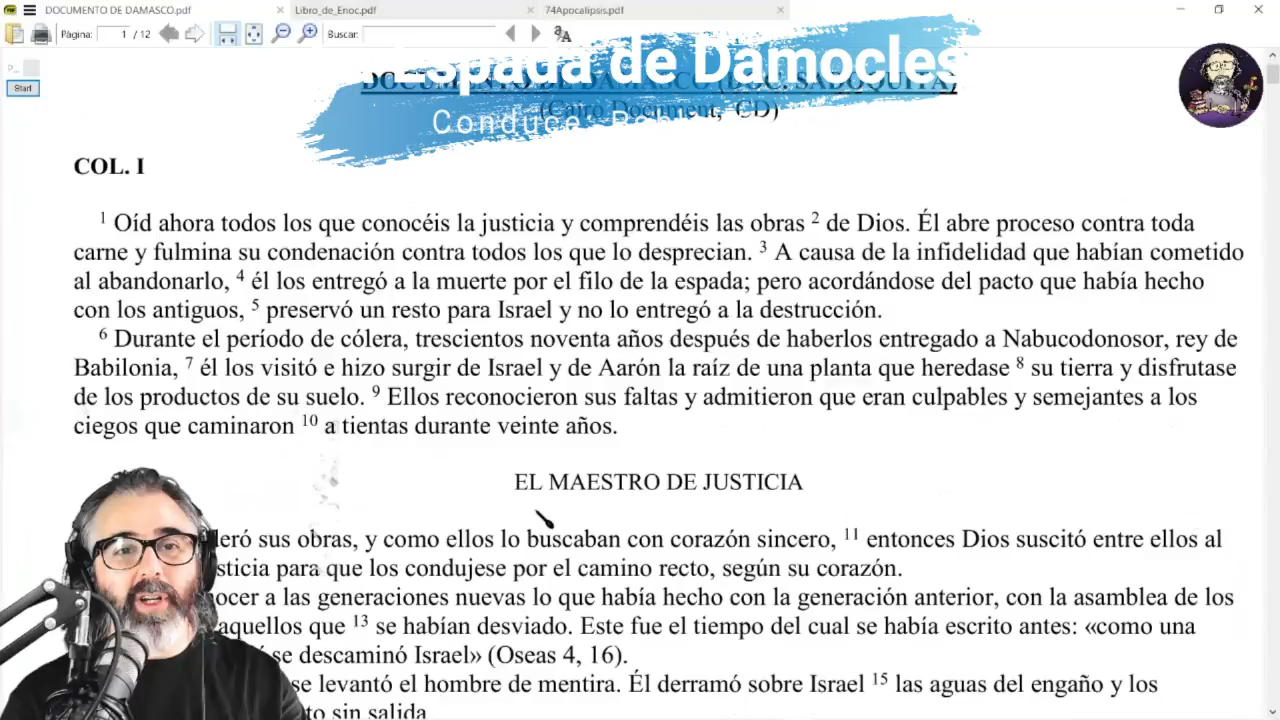 DOCUMENTO DE DAMASCO.pdf
Libro_de_Enoc.pdf
74Apocalipsis.pdf
Página: 1 / 12
Buscar:
Start
Espada de Damocles
DOCUMENTO DE DAMASCO (DOC. SADOQUITA)
(Cairo Document, CD)
Conduce:
COL. I
1 Oíd ahora todos los que conocéis la justicia y comprendéis las obras 2 de Dios. Él abre proceso contra toda
carne y fulmina su condenación contra todos los que lo desprecian. 3 A causa de la infidelidad que habían cometido
al abandonarlo, 4 él los entregó a la muerte por el filo de la espada; pero acordándose del pacto que había hecho
con los antiguos, 5 preservó un resto para Israel y no lo entregó a la destrucción.
6 Durante el período de cólera, trescientos noventa años después de haberlos entregado a Nabucodonosor, rey de
Babilonia, 7 él los visitó e hizo surgir de Israel y de Aarón la raíz de una planta que heredase 8 su tierra y disfrutase
de los productos de su suelo. 9 Ellos reconocieron sus faltas y admitieron que eran culpables y semejantes a los
ciegos que caminaron 10 a tientas durante veinte años.
EL MAESTRO DE JUSTICIA
sus obras, y como ellos lo buscaban con corazón sincero, 11 entonces Dios suscitó entre ellos al
para que los condujese por el camino recto, según su corazón.
a las generaciones nuevas lo que había hecho con la generación anterior, con la asamblea de los
aquellos que 13 se habían desviado. Este fue el tiempo del cual se había escrito antes: «como una
se descaminó Israel» (Oseas 4, 16).
se levantó el hombre de mentira. Él derramó sobre Israel 15 las aguas del engaño y los
sin salida